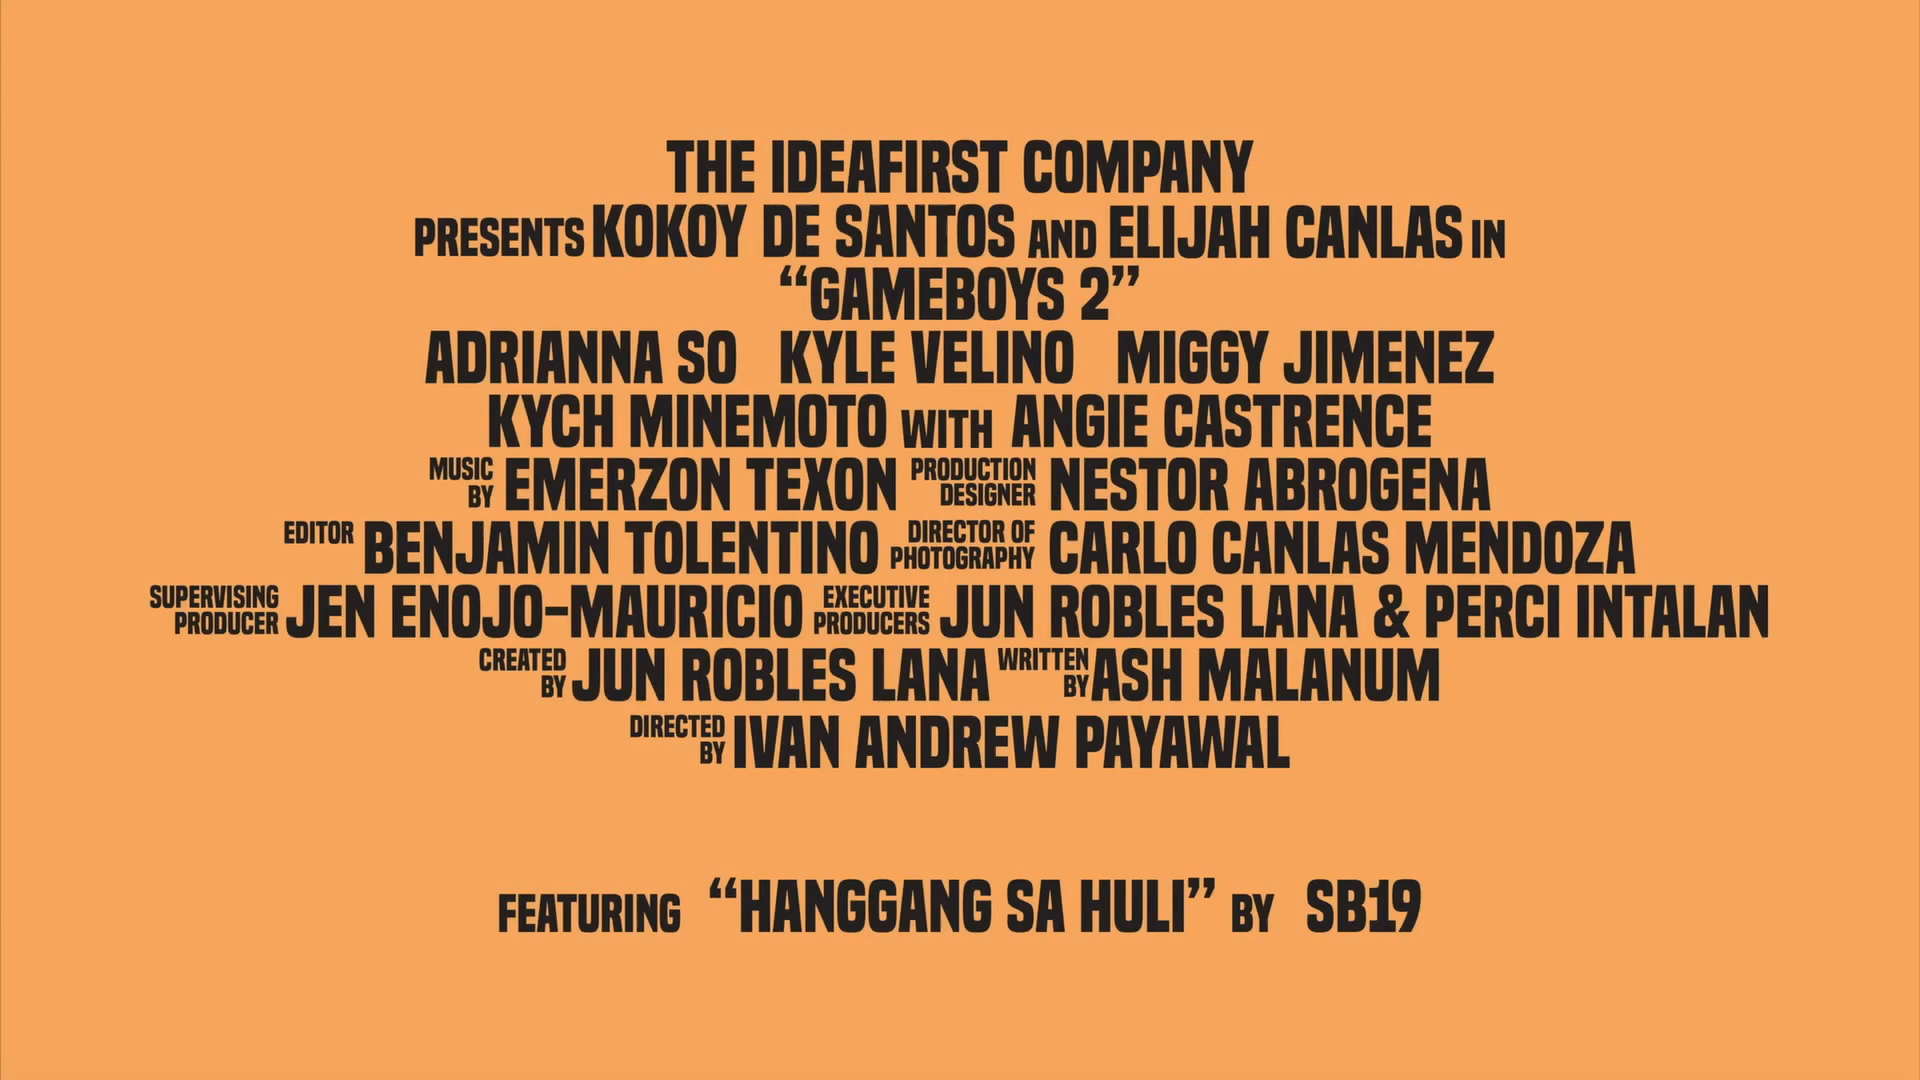 THE IDEAFIRST COMPANY
PRESENTS KOKOY DE SANTOS AND ELIJAH CANLAS IN
“GAMEBOYS 2”
ADRIANNA SO KYLE VELINO MIGGY JIMENEZ
KYCH MINEMOTO WITH ANGIE CASTRENCE
MUSIC BY EMERZON TEXON PRODUCTION DESIGNER NESTOR ABROGENA
EDITOR BENJAMIN TOLENTINO DIRECTOR OF PHOTOGRAPHY CARLO CANLAS MENDOZA
SUPERVISING PRODUCER JEN ENOJO-MAURICIO EXECUTIVE PRODUCERS JUN ROBLES LANA & PERCI INTALAN
CREATED BY JUN ROBLES LANA WRITTEN BY ASH MALANUM
DIRECTED BY IVAN ANDREW PAYAWAL
FEATURING “HANGGANG SA HULI” BY SB19